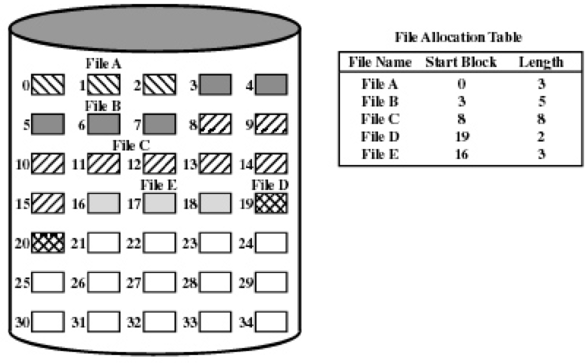 File Allocation Table
File Name Start Block Length
File A 0 3
File B 3 5
File C 8 8
File D 19 2
File E 16 3
File A
0 1 2 3 4
File B
5 6 7 8 9
File C
10 11 12 13 14
File E File D
15 16 17 18 19
20 21 22 23 24
25 26 27 28 29
30 31 32 33 34